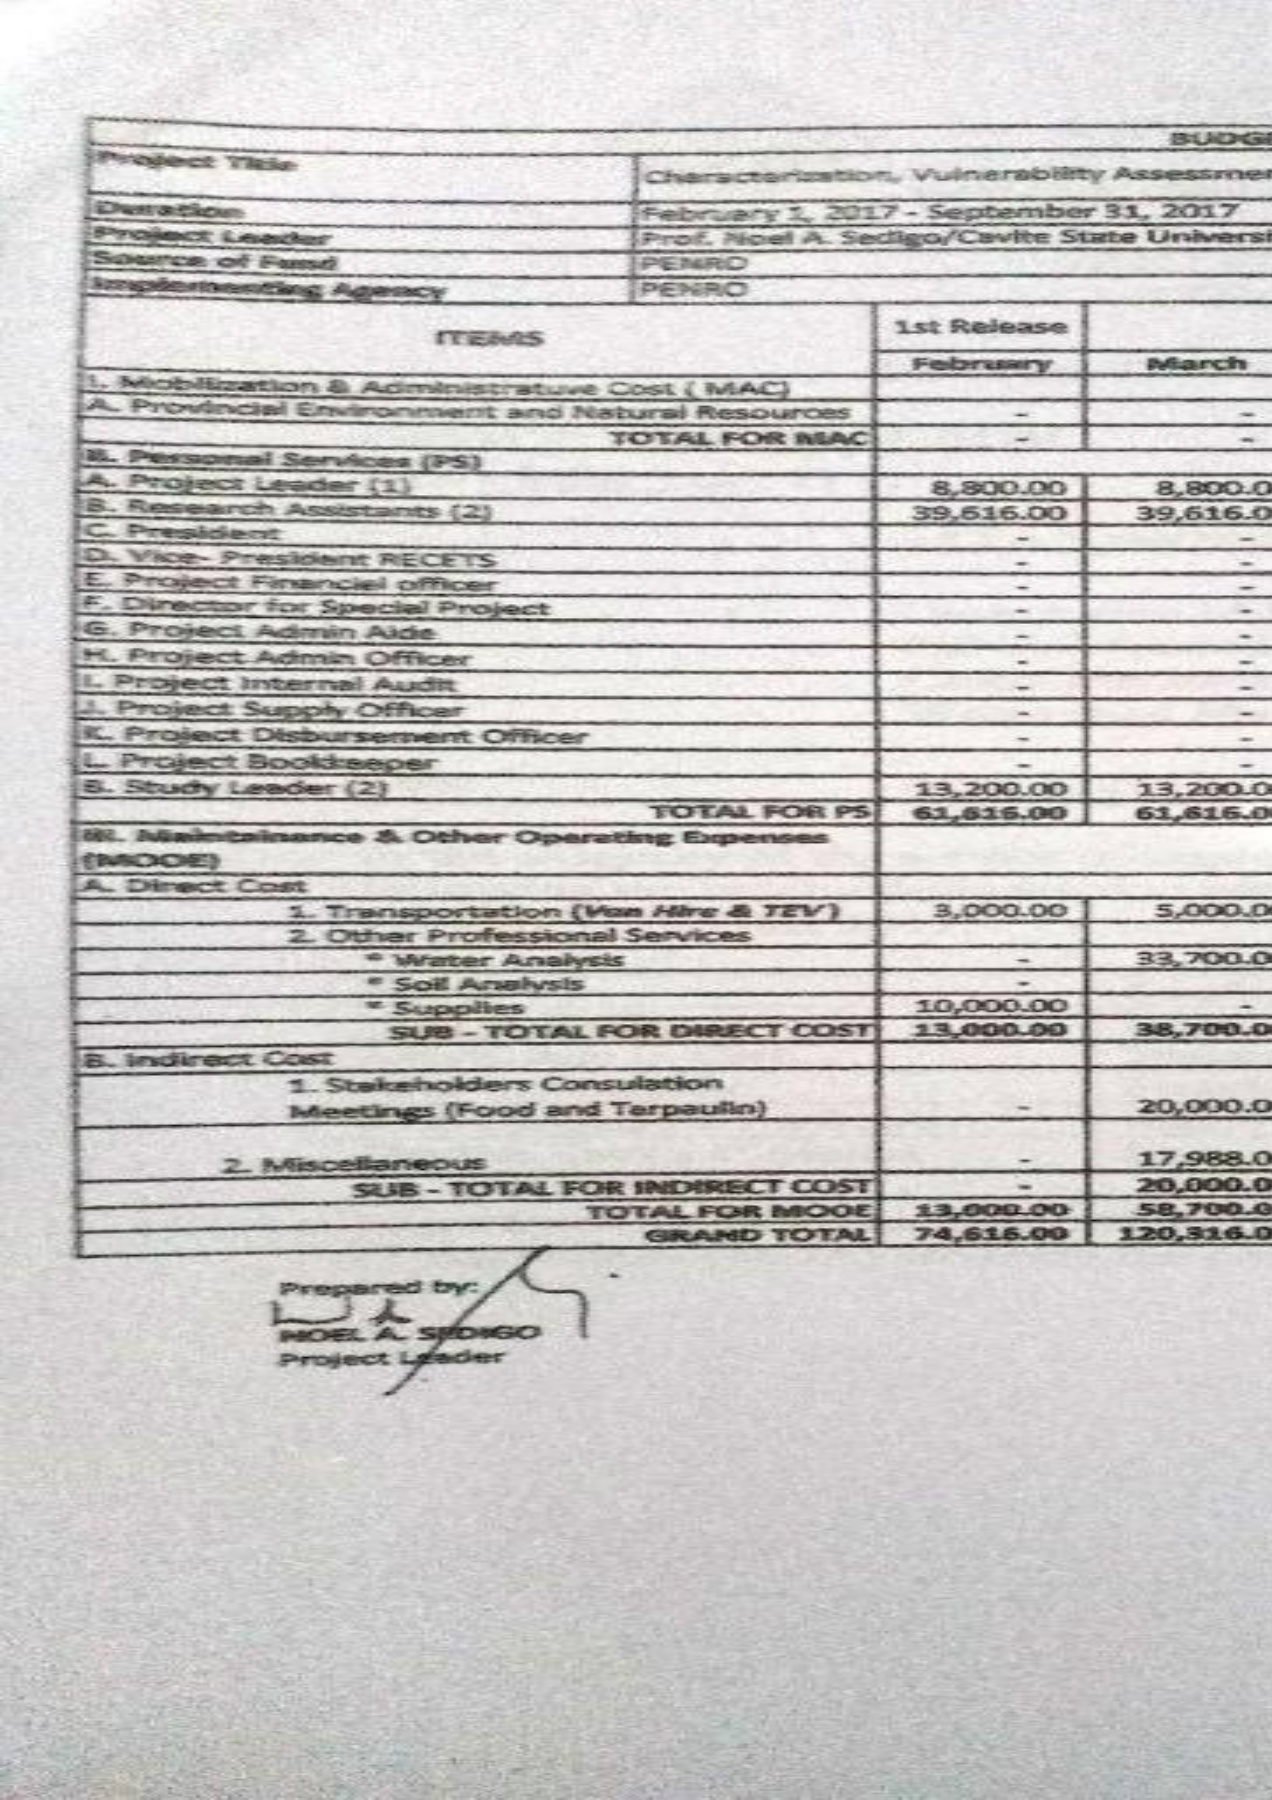 BUDGE
Project Title Characterization, Vulnerability Assessmen
Duration February 1, 2017 - September 31, 2017
Project Leader Prof. Noel A. Sedigo/Cavite State Universi
Source of Fund PENRO
Implementing Agency PENRO
ITEMS 1st Release
February March
I. Mobilization & Administratuve Cost ( MAC)
A. Provincial Environment and Natural Resources - -
TOTAL FOR MAC - -
B. Personal Services (PS)
A. Project Leader (1) 8,800.00 8,800.0
B. Research Assistants (2) 39,616.00 39,616.0
C. President - -
D. Vice- President RECETS - -
E. Project Financiel officer - -
F. Director for Special Project - -
G. Project Admin Aide - -
H. Project Admin Officer - -
I. Project Internal Audit - -
J. Project Supply Officer - -
K. Project Disbursement Officer - -
L. Project Bookkeeper - -
B. Study Leader (2) 13,200.00 13,200.0
TOTAL FOR PS 61,616.00 61,616.0
III. Maintainance & Other Operating Expenses
(MOOE)
A. Direct Cost
1. Transportation (Van Hire & TEV) 3,000.00 5,000.0
2. Other Professional Services
* Water Analysis - 33,700.0
* Soil Analysis -
* Supplies 10,000.00 -
SUB - TOTAL FOR DIRECT COST 13,000.00 38,700.0
B. Indirect Cost
1. Stakeholders Consulation
Meetings (Food and Tarpaulin) - 20,000.0
2. Miscellaneous - 17,988.0
SUB - TOTAL FOR INDIRECT COST - 20,000.0
TOTAL FOR MOOE 13,000.00 58,700.0
GRAND TOTAL 74,616.00 120,316.0
Prepared by:
NOEL A. SEDIGO
Project Leader